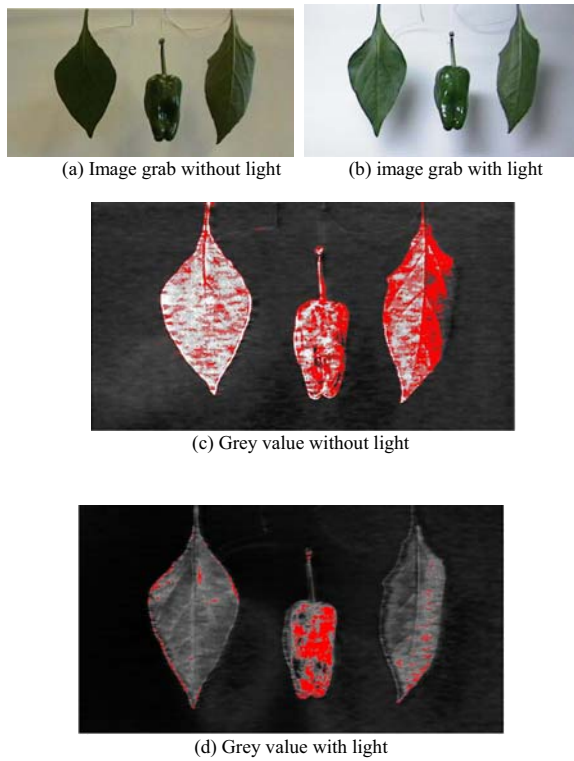 (a) Image grab without light
(b) image grab with light
(c) Grey value without light
(d) Grey value with light